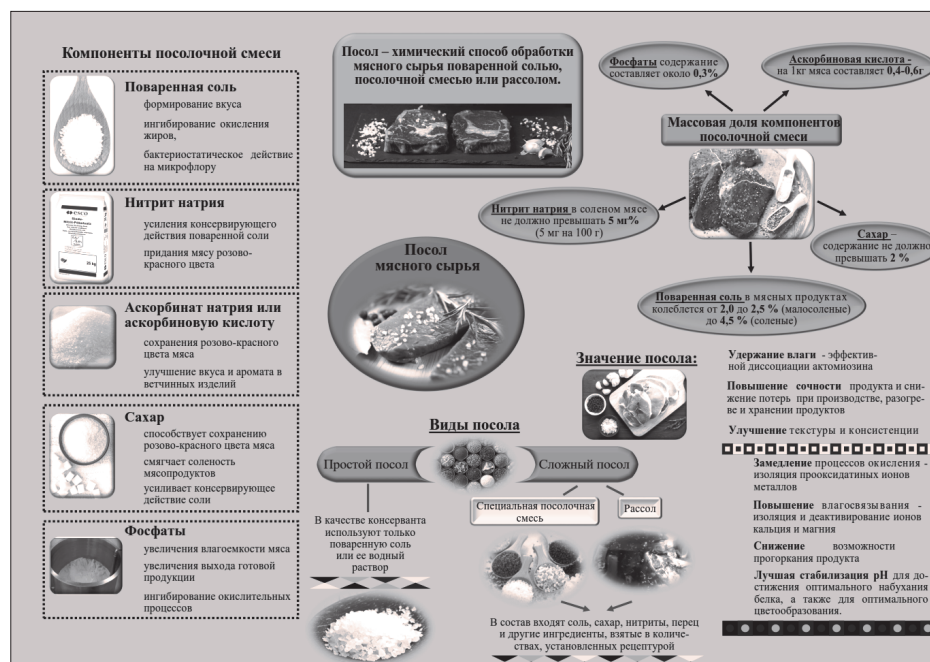 Компоненты посолочной смеси
Поваренная соль
формирование вкуса
ингибирование окисления
жиров,
бактериостатическое действие
на микрофлору
Нитрит натрия
усиления консервирующего
действия поваренной соли
придания мясу розово-
красного цвета
Аскорбинат натрия или
аскорбиновую кислоту
сохранения розово-красного
цвета мяса
улучшение вкуса и аромата в
ветчинных изделий
Сахар
способствует сохранению
розово-красного цвета мяса
смягчает соленость
мясопродуктов
усиливает консервирующее
действие соли
Фосфаты
увеличения влагоемкости мяса
увеличения выхода готовой
продукции
ингибирование окислительных
процессов
Посол – химический способ обработки
мясного сырья поваренной солью,
посолочной смесью или рассолом.
Фосфаты содержание
составляет около 0,3%
Аскорбиновая кислота -
на 1кг мяса составляет 0,4-0,6г
Массовая доля компонентов
посолочной смеси
Нитрит натрия в соленом мясе
не должно превышать 5 мг%
(5 мг на 100 г)
Сахар –
содержание не должно
превышать 2 %
Поваренная соль в мясных продуктах
колеблется от 2,0 до 2,5 % (малосоленые)
до 4,5 % (соленые)
Посол
мясного сырья
Значение посола:
Удержание влаги - эффектив-
ной диссоциации актомиозина
Повышение сочности продукта и сни-
жение потерь при производстве, разогре-
ве и хранении продуктов
Улучшение текстуры и консистенции
Замедление процессов окисления -
изоляция прооксидатиных ионов
металлов
Повышение влагосвязывания -
изоляция и деактивирование ионов
кальция и магния
Снижение возможности
прогоркания продукта
Лучшая стабилизация pH для до-
стижения оптимального набухания
белка, а также для оптимального
цветообразования.
Виды посола
Простой посол
Сложный посол
В качестве консерванта
используют только
поваренную соль
или ее водный
раствор
Специальная посолочная
смесь
Рассол
В состав входят соль, сахар, нитриты, перец
и другие ингредиенты, взятые в количе-
ствах, установленных рецептурой